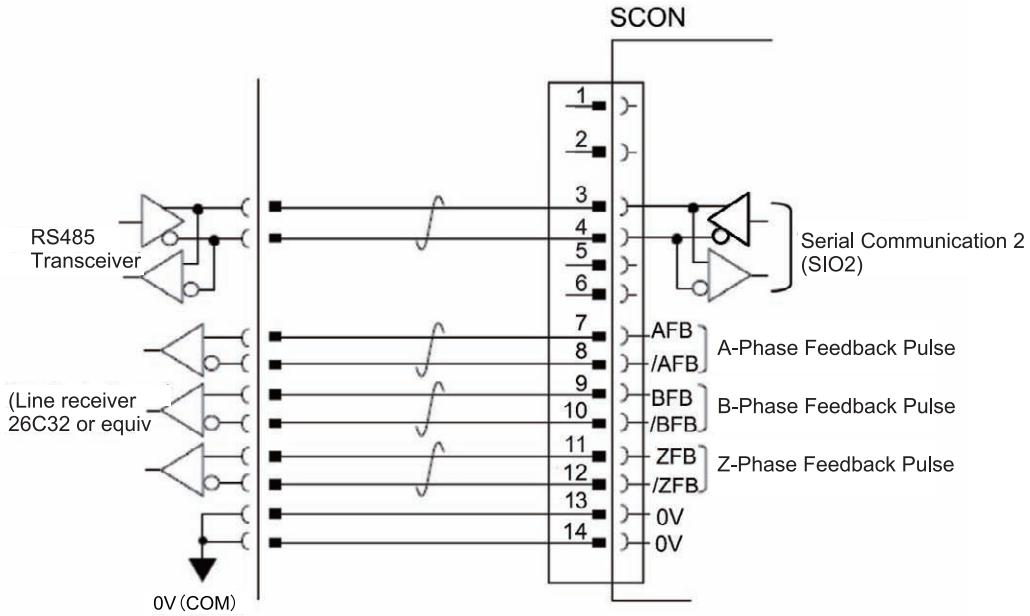 SCON
1
2
3
4
5
6
7
8
9
10
11
12
13
14
RS485
Transceiver
Serial Communication 2
(SIO2)
AFB
/AFB
A-Phase Feedback Pulse
(Line receiver
26C32 or equiv
BFB
/BFB
B-Phase Feedback Pulse
ZFB
/ZFB
Z-Phase Feedback Pulse
0V
0V
0V(COM)